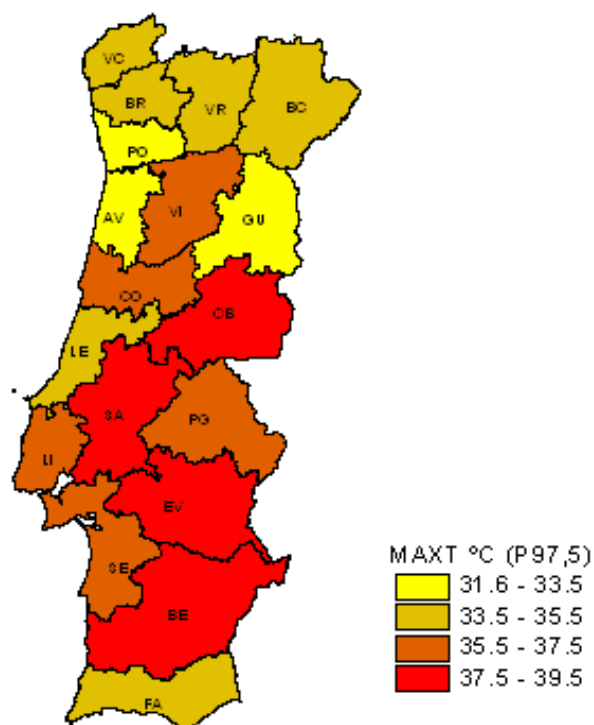 VC
BR
VR
BC
PO
AV
VI
GU
CO
CB
LE
SA
PG
LI
EV
SE
BE
FA
MAXT ºC (P97,5)
31.6 - 33.5
33.5 - 35.5
35.5 - 37.5
37.5 - 39.5